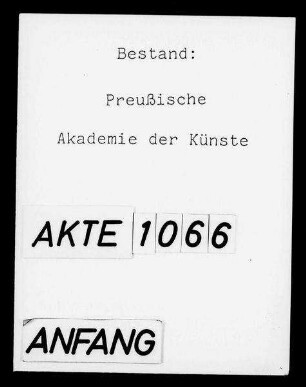 Bestand:
Preußische
Akademie der Künste
AKTE 1066
ANFANG